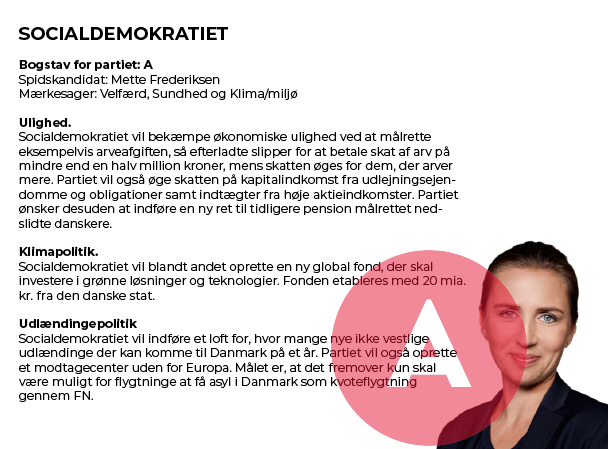 SOCIALDEMOKRATIET
Bogstav for partiet: A
Spidskandidat: Mette Frederiksen
Mærkesager: Velfærd, Sundhed og Klima/miljø
Ulighed.
Socialdemokratiet vil bekæmpe økonomiske ulighed ved at målrette
eksempelvis arveafgiften, så efterladte slipper for at betale skat af arv på
mindre end en halv million kroner, mens skatten øges for dem, der arver
mere. Partiet vil også øge skatten på kapitalindkomst fra udlejningsejen-
domme og obligationer samt indtægter fra høje aktieindkomster. Partiet
ønsker desuden at indføre en ny ret til tidligere pension målrettet ned-
slidte danskere.
Klimapolitik.
Socialdemokratiet vil blandt andet oprette en ny global fond, der skal
investere i grønne løsninger og teknologier. Fonden etableres med 20 mia.
kr. fra den danske stat.
Udlændingepolitik
Socialdemokratiet vil indføre et loft for, hvor mange nye ikke vestlige
udlændinge der kan komme til Danmark på et år. Partiet vil også oprette
et modtagecenter uden for Europa. Målet er, at det fremover kun skal
være muligt for flygtninge at få asyl i Danmark som kvoteflygtning
gennem FN.
A